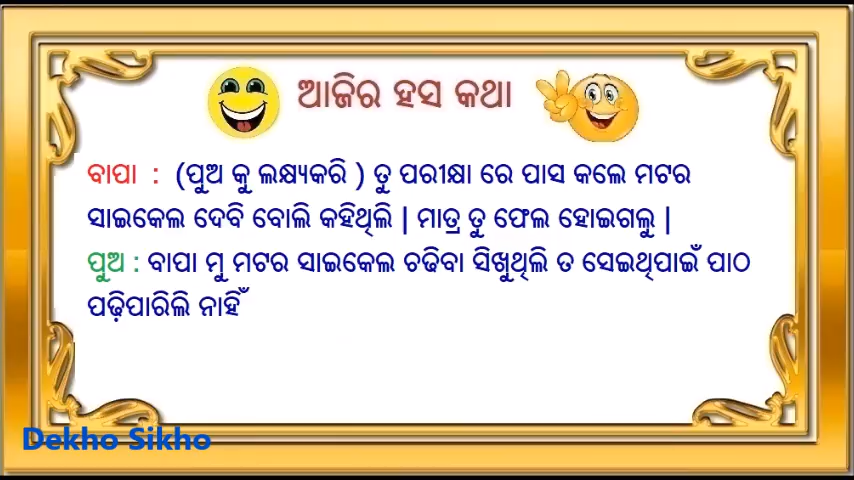 ଆଜିର ହସ କଥା
ବାପା : (ପୁଅ କୁ ଲକ୍ଷ୍ୟକରି ) ତୁ ପରୀକ୍ଷା ରେ ପାସ କଲେ ମଟର
ସାଇକେଲ ଦେବି ବୋଲି କହିଥିଲି | ମାତ୍ର ତୁ ଫେଲ ହୋଇଗଲୁ |
ପୁଅ : ବାପା ମୁ ମଟର ସାଇକେଲ ଚଢିବା ସିଖୁଥିଲି ତ ସେଇଥିପାଇଁ ପାଠ
ପଢ଼ିପାରିଲି ନାହିଁ
Dekho Sikho